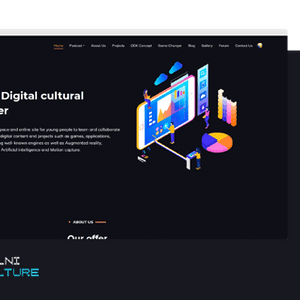 Home Podcast About Us Projects DDK Concept Game Changer Blog Gallery Forum Contact Us
Digital cultural
er
space and online site for young people to learn and collaborate
digital content and projects such as games, applications,
ing well-known engines as well as Augmented reality,
Artificial Intelligence and Motion capture.
ABOUT US
Our offer
LNI
LTURE